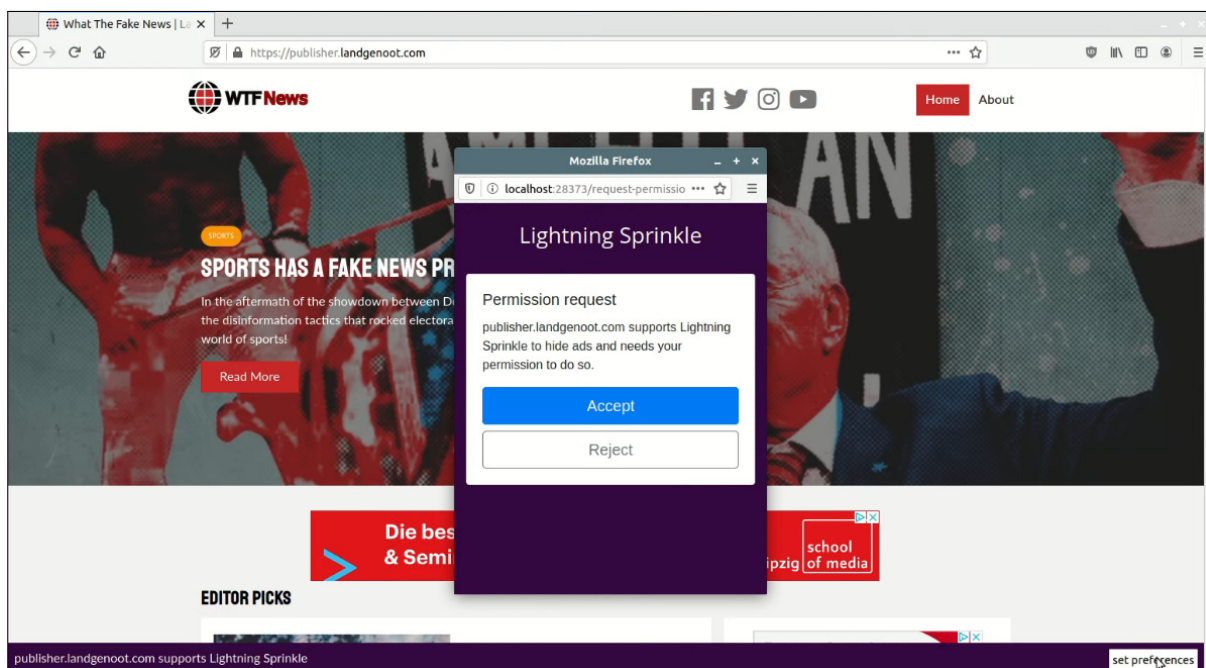 What The Fake News | La
https://publisher.landgenoot.com
WTF News
Home About
AN
Mozilla Firefox
localhost:28373/request-permissio
Lightning Sprinkle
Permission request
publisher.landgenoot.com supports Lightning
Sprinkle to hide ads and needs your
permission to do so.
Accept
Reject
SPORTS
SPORTS HAS A FAKE NEWS PR
In the aftermath of the showdown between D
the disinformation tactics that rocked electora
world of sports!
Read More
Die bes
& Semi
school
ipzig of media
EDITOR PICKS
publisher.landgenoot.com supports Lightning Sprinkle
set preferences